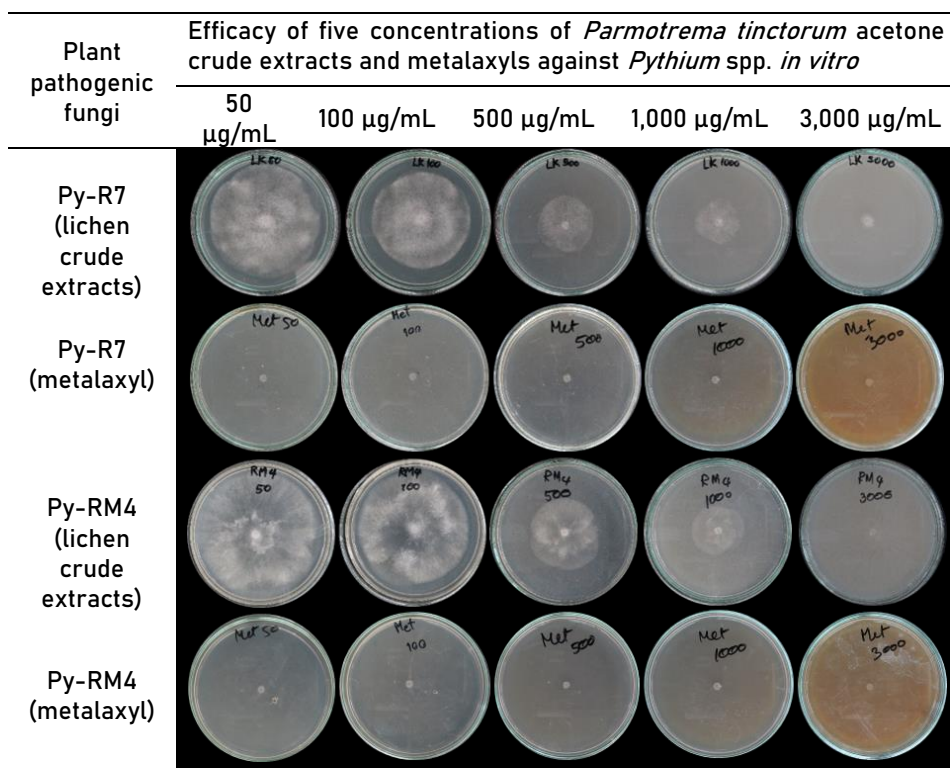 Plant
pathogenic
fungi
Efficacy of five concentrations of Parmotrema tinctorum acetone
crude extracts and metalaxyls against Pythium spp. in vitro
50
µg/mL
100 µg/mL
500 µg/mL
1,000 µg/mL
3,000 µg/mL
Py-R7
(lichen
crude
extracts)
LK 50
LK 100
LK 500
LK 1000
LK 3000
Py-R7
(metalaxyl)
Met 50
Met
100
Met
500
Met
1000
Met
3000
Py-RM4
(lichen
crude
extracts)
RM4
50
RM4
100
RM4
500
RM4
1000
RM4
3000
Py-RM4
(metalaxyl)
Met 50
Met
100
Met
500
Met
1000
Met
3000